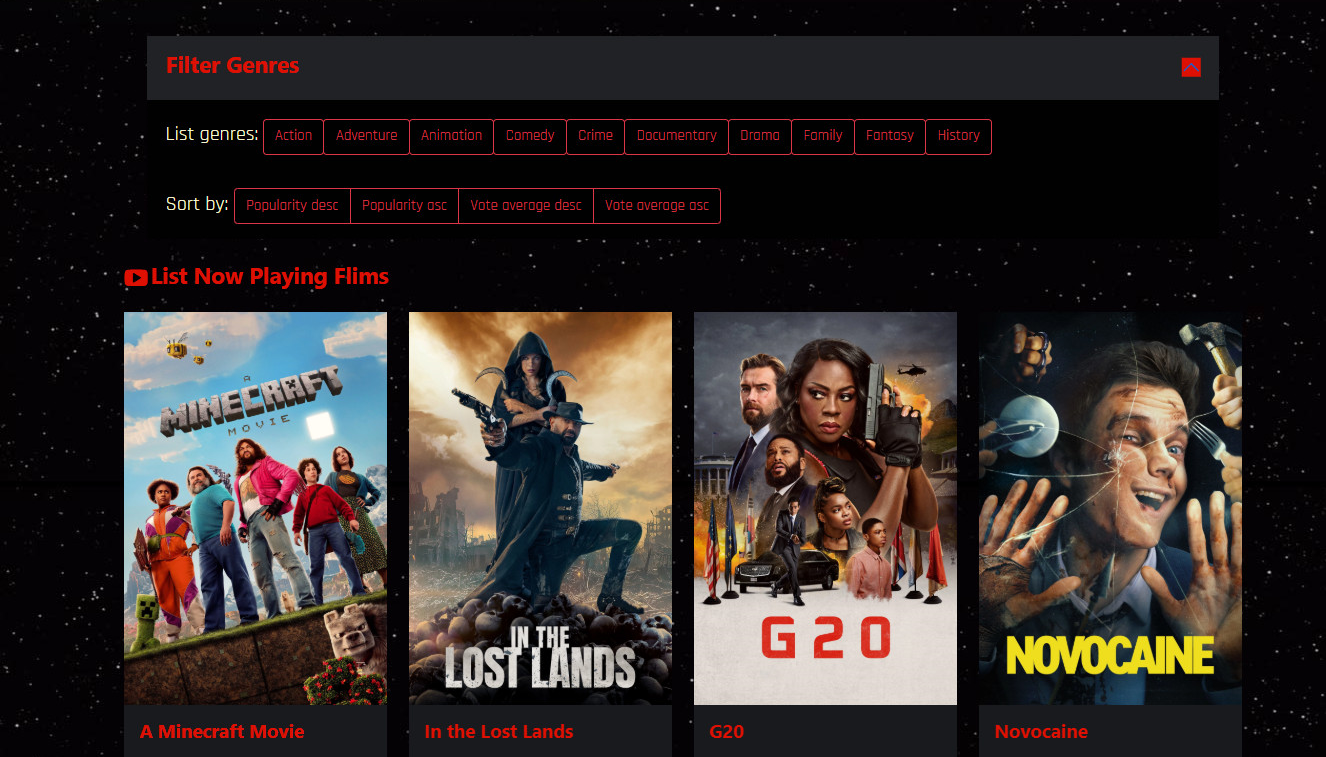 Filter Genres
List genres: Action Adventure Animation Comedy Crime Documentary Drama Family Fantasy History
Sort by: Popularity desc Popularity asc Vote average desc Vote average asc
List Now Playing Flims
A
MINECRAFT
MOVIE
IN THE
LOST LANDS
G20
NOVOCAINE
A Minecraft Movie
In the Lost Lands
G20
Novocaine